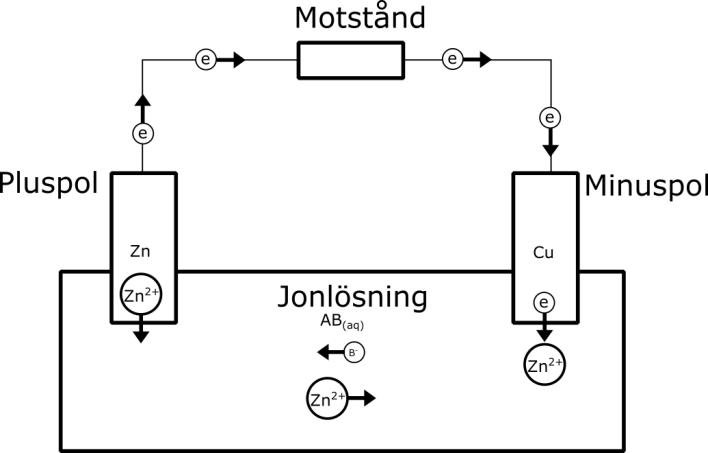 Motstånd
e
e
e
e
Pluspol
Minuspol
Zn
Cu
Zn²⁺
Jonlösning
e
AB₍aq₎
B⁻
Zn²⁺
Zn²⁺